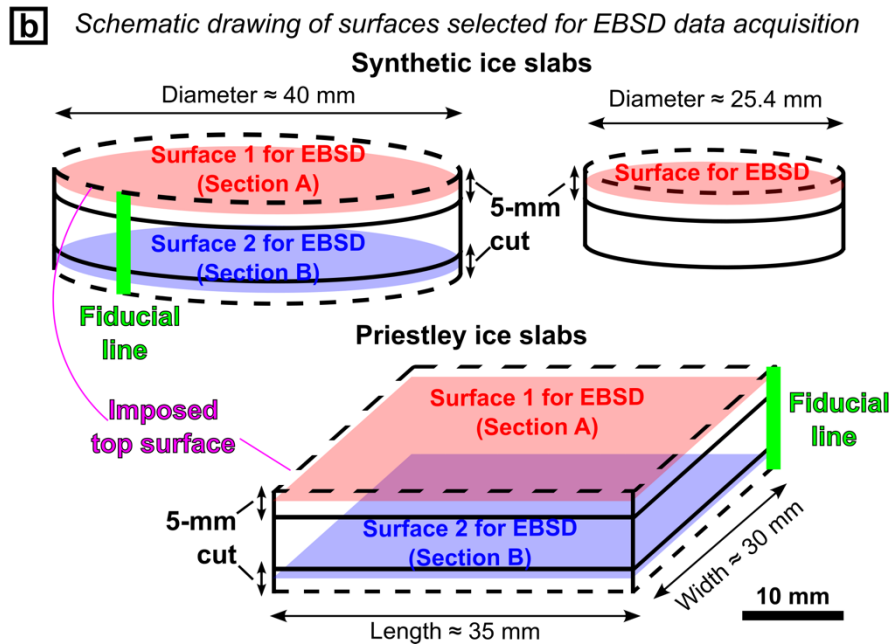 b Schematic drawing of surfaces selected for EBSD data acquisition
Synthetic ice slabs
Diameter ≈ 40 mm
Diameter ≈ 25.4 mm
Surface 1 for EBSD
(Section A)
Surface for EBSD
5-mm
cut
Surface 2 for EBSD
(Section B)
Fiducial
line
Priestley ice slabs
Imposed
top surface
Surface 1 for EBSD
(Section A)
Fiducial
line
5-mm
cut
Surface 2 for EBSD
(Section B)
Width ≈ 30 mm
Length ≈ 35 mm
10 mm